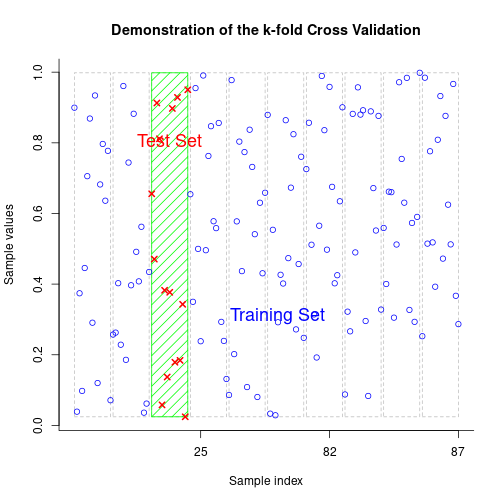 Demonstration of the k-fold Cross Validation
1.0
0.8
0.6
0.4
0.2
0.0
Sample values
Test Set
Training Set
25
82
87
Sample index